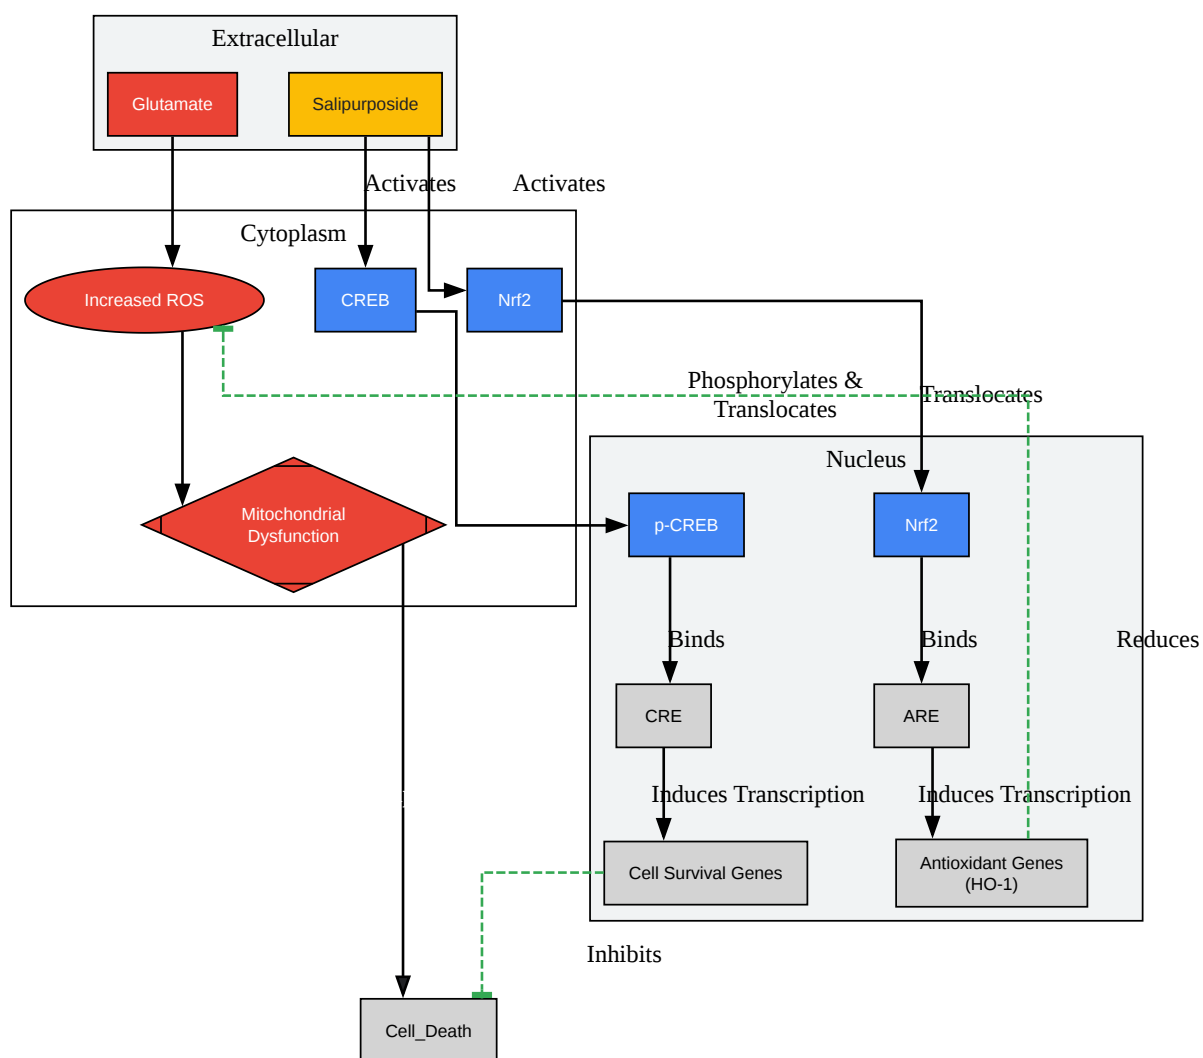 Extracellular
Glutamate
Salipurposide
Activates
Activates
Cytoplasm
Increased ROS
CREB
Nrf2
Phosphorylates &
Translocates
Translocates
Nucleus
Mitochondrial
Dysfunction
p-CREB
Nrf2
Binds
Binds
Reduces
CRE
ARE
Induces Transcription
Induces Transcription
Cell Survival Genes
Antioxidant Genes
(HO-1)
Inhibits
Cell_Death